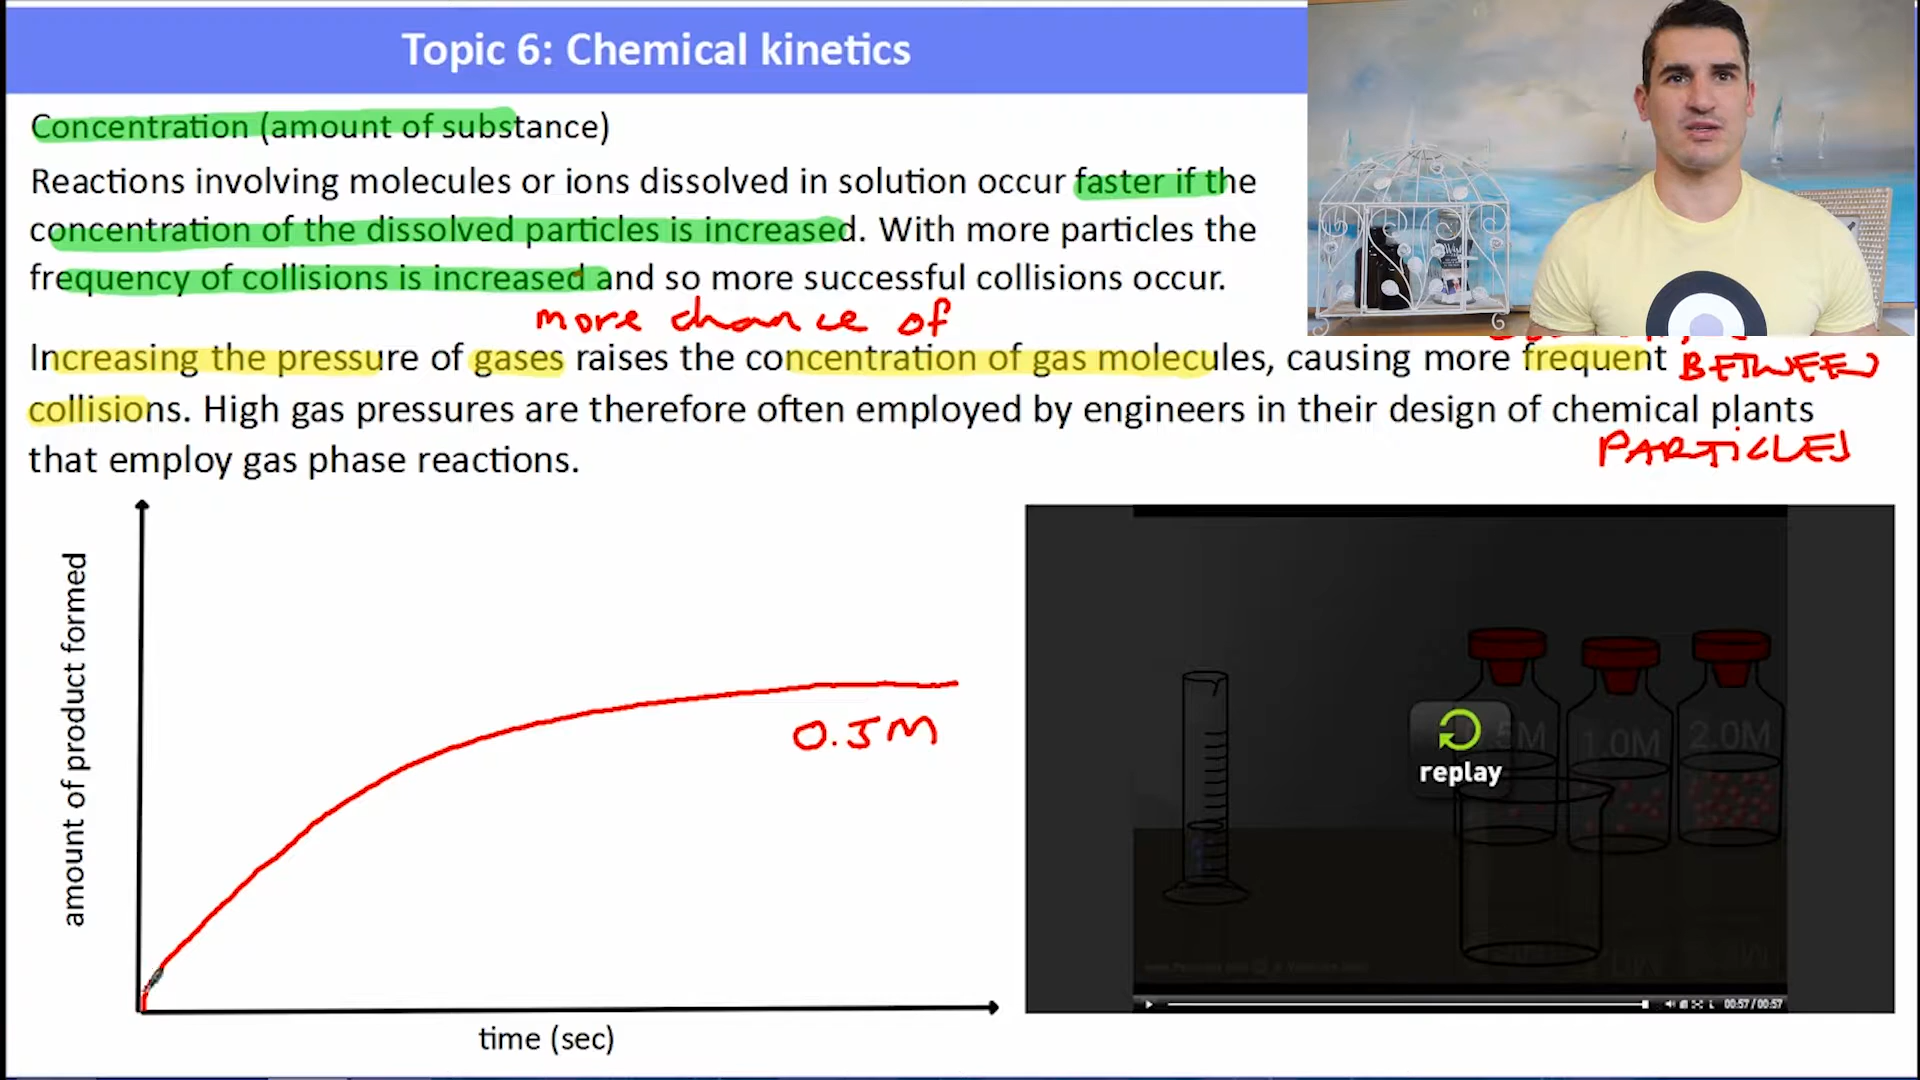 Topic 6: Chemical kinetics
Concentration (amount of substance)
Reactions involving molecules or ions dissolved in solution occur faster if the
concentration of the dissolved particles is increased. With more particles the
frequency of collisions is increased and so more successful collisions occur.
more chance of
Increasing the pressure of gases raises the concentration of gas molecules, causing more frequent
BETWEEN
collisions. High gas pressures are therefore often employed by engineers in their design of chemical plants
PARTICLES
that employ gas phase reactions.
amount of product formed
0.5M
time (sec)
.5M
1.0M
2.0M
replay
00:57/00:57